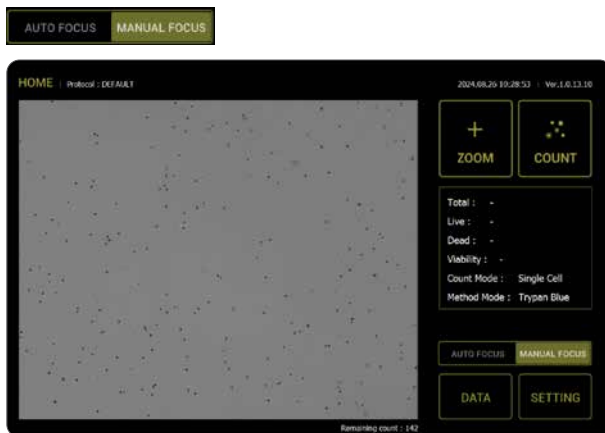 AUTO FOCUS MANUAL FOCUS
HOME | Protocol : DEFAULT 2024.08.26 10:28:53 | Ver.1.0.13.10
ZOOM COUNT
Total : -
Live : -
Dead : -
Viability : -
Count Mode : Single Cell
Method Mode : Trypan Blue
AUTO FOCUS MANUAL FOCUS
DATA SETTING
Remaining count : 142